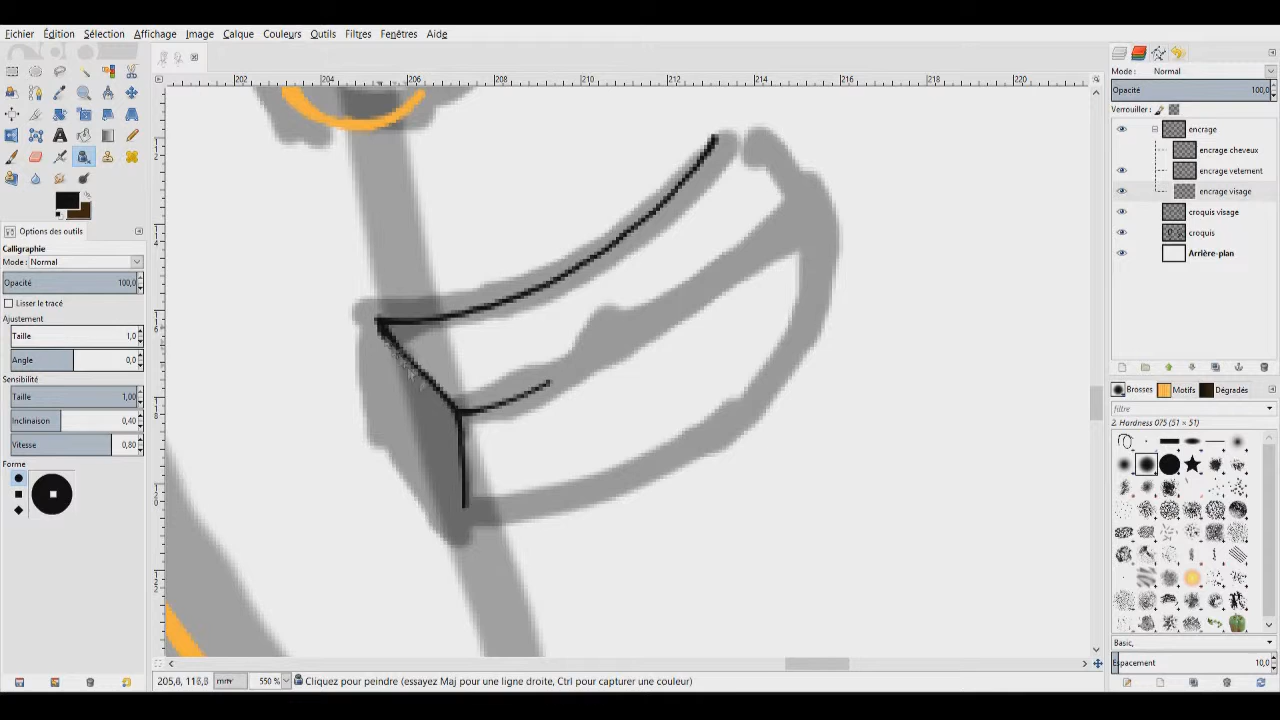 Fichier Édition Sélection Affichage Image Calque Couleurs Outils Filtres Fenêtres Aide
202 204 206 208 210 212 214 216 218 220
Mode : Normal
Opacité 100,0
Verrouiller :
encrage
encrage cheveux
encrage vetement
encrage visage
croquis visage
croquis
Arrière-plan
Options des outils
Calligraphie
Mode : Normal
Opacité 100,0
Lisser le tracé
Ajustement
Taille 1,0
Angle 0,0
Sensibilité
Taille 1,00
Inclinaison 0,40
Vitesse 0,80
Forme
Brosses Motifs Dégradés
filtre
2. Hardness 075 (51 × 51)
Basic,
Espacement 10,0
205,8, 118,3 mm 550 % Cliquez pour peindre (essayez Maj pour une ligne droite, Ctrl pour capturer une couleur)